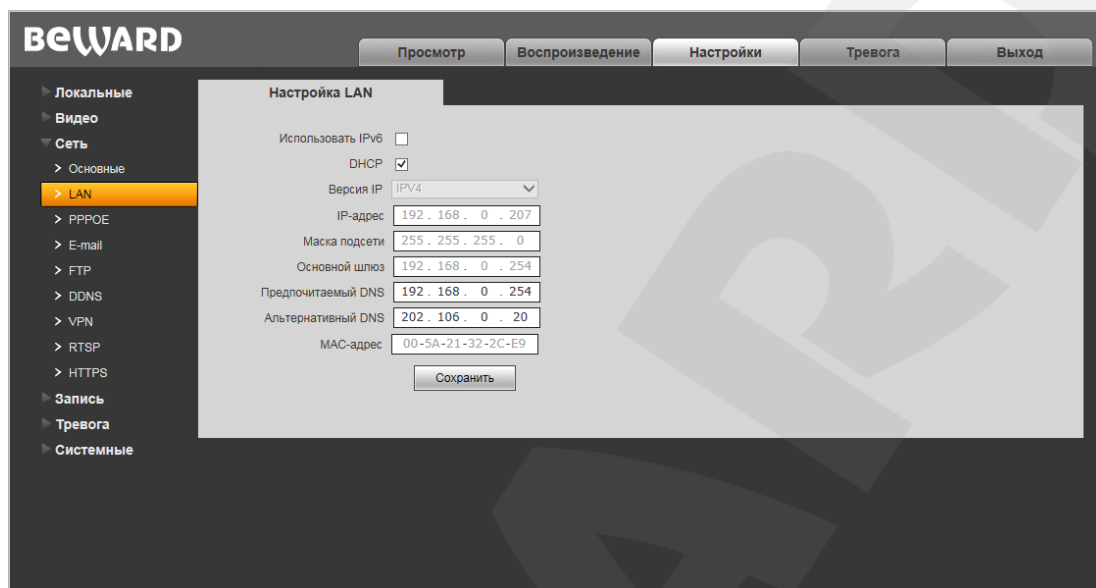 BEWARD
Просмотр Воспроизведение Настройки Тревога Выход
Локальные
Видео
Сеть
> Основные
> LAN
> PPPOE
> E-mail
> FTP
> DDNS
> VPN
> RTSP
> HTTPS
Запись
Тревога
Системные
Настройка LAN
Использовать IPv6
DHCP
Версия IP IPV4
IP-адрес 192 . 168 . 0 . 207
Маска подсети 255 . 255 . 255 . 0
Основной шлюз 192 . 168 . 0 . 254
Предпочитаемый DNS 192 . 168 . 0 . 254
Альтернативный DNS 202 . 106 . 0 . 20
MAC-адрес 00-5A-21-32-2C-E9
Сохранить